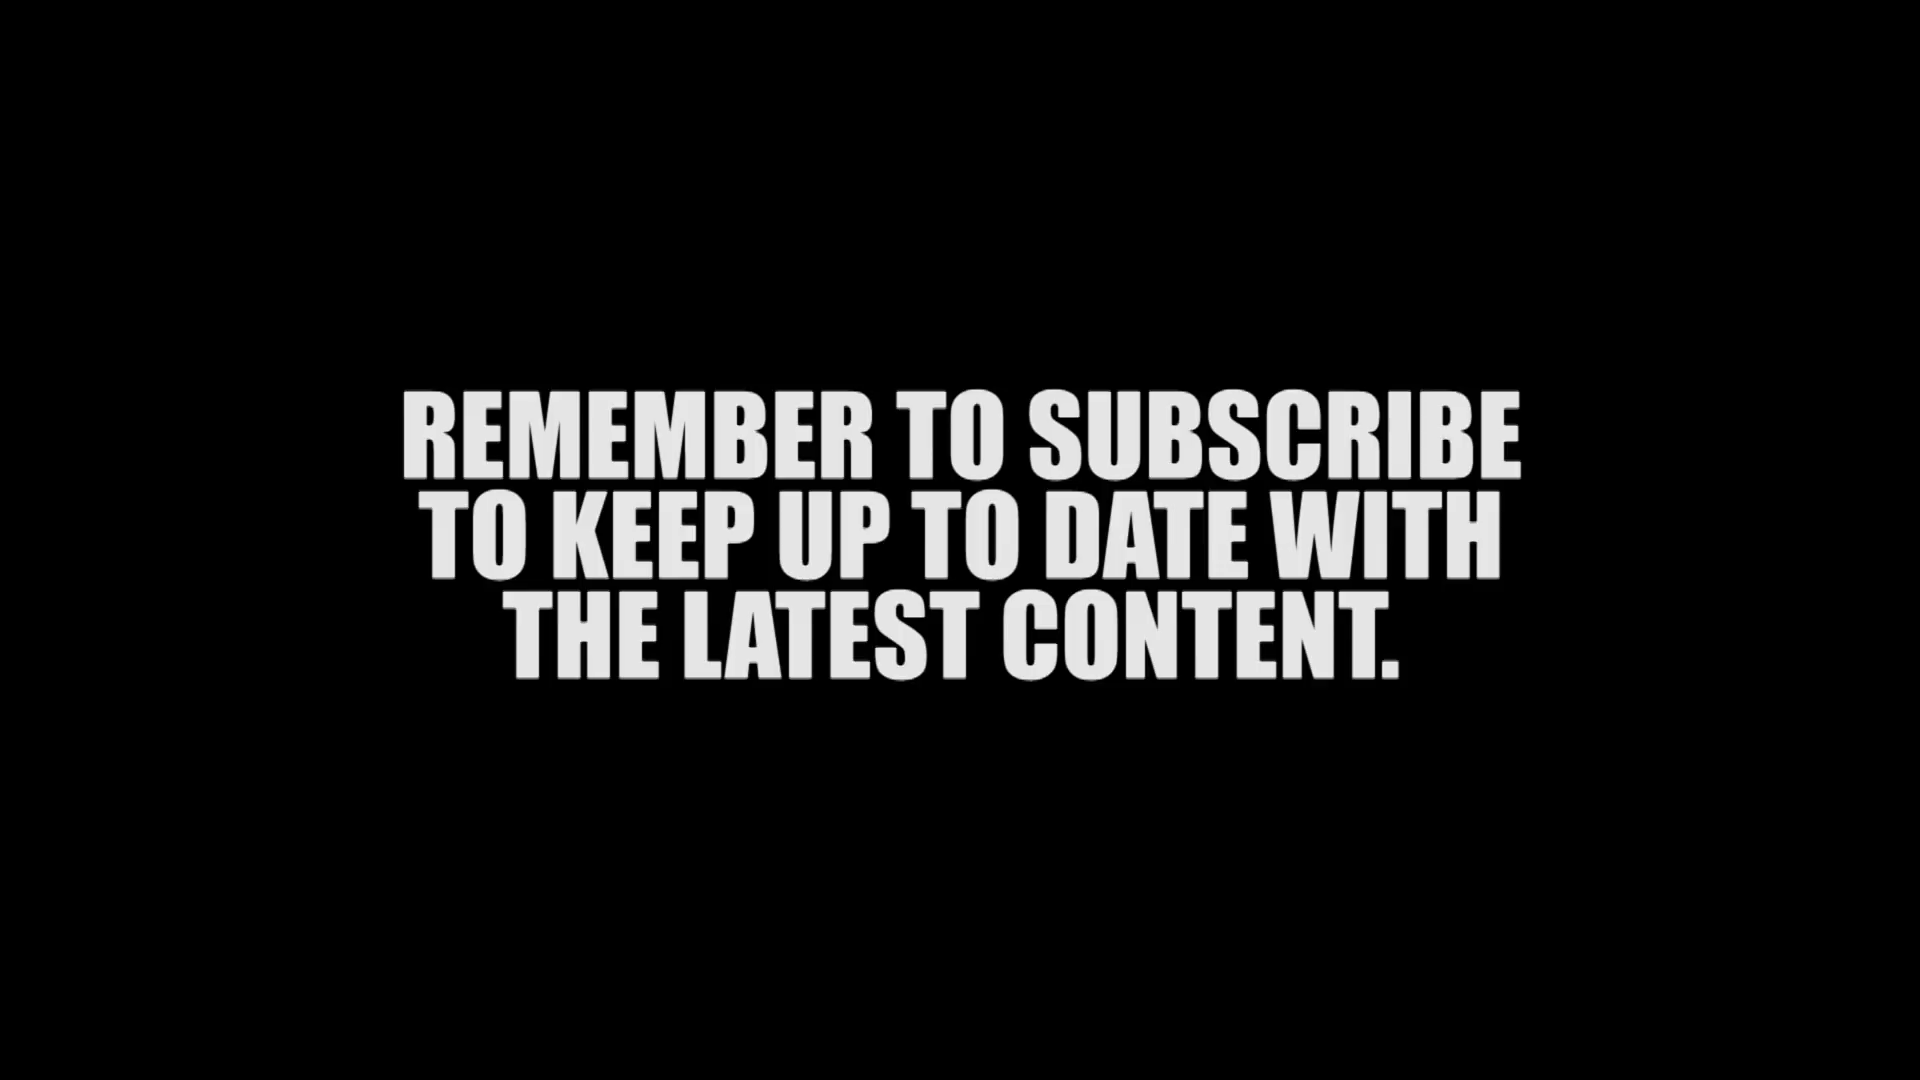 REMEMBER TO SUBSCRIBE
TO KEEP UP TO DATE WITH
THE LATEST CONTENT.